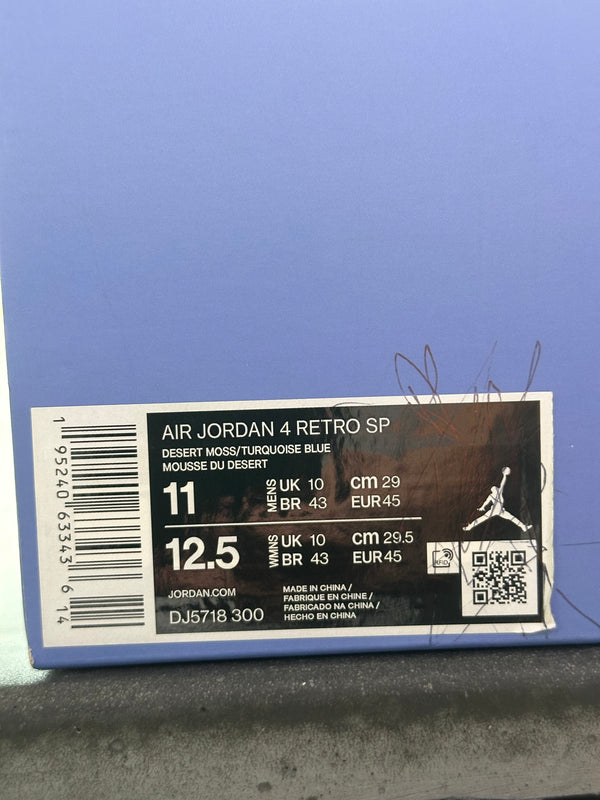 AIR JORDAN 4 RETRO SP
DESERT MOSS/TURQUOISE BLUE
MOUSSE DU DESERT
11 MENS UK 10 cm 29
BR 43 EUR 45
12.5 WMNS UK 10 cm 29.5
BR 43 EUR 45
RFID
JORDAN.COM
DJ5718 300
MADE IN CHINA /
FABRIQUE EN CHINE /
FABRICADO NA CHINA /
HECHO EN CHINA
1 95240 63343 6 14